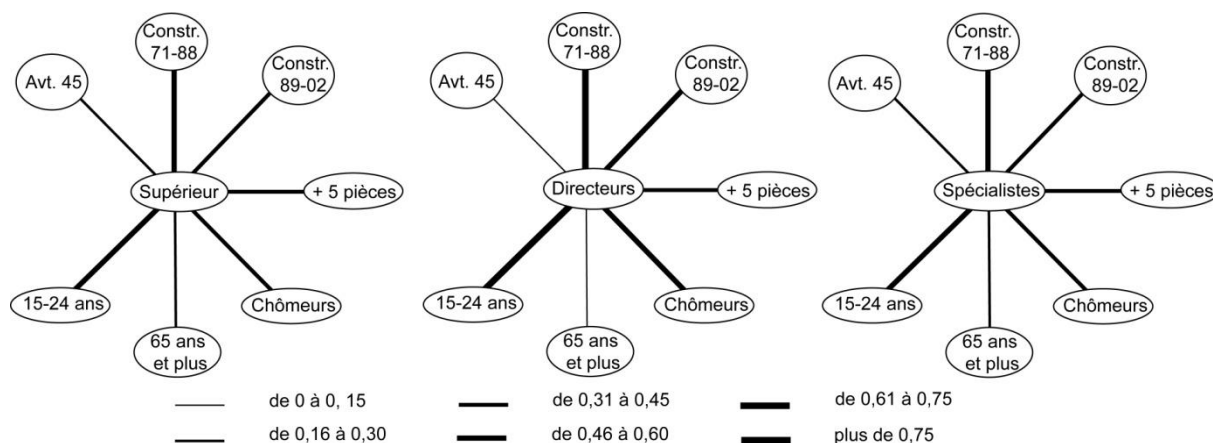 Constr.
71-88
Avt. 45
Constr.
89-02
Supérieur
+ 5 pièces
15-24 ans
Chômeurs
65 ans
et plus
Constr.
71-88
Avt. 45
Constr.
89-02
Directeurs
+ 5 pièces
15-24 ans
Chômeurs
65 ans
et plus
Constr.
71-88
Avt. 45
Constr.
89-02
Spécialistes
+ 5 pièces
15-24 ans
Chômeurs
65 ans
et plus
de 0 à 0, 15
de 0,31 à 0,45
de 0,61 à 0,75
de 0,16 à 0,30
de 0,46 à 0,60
plus de 0,75